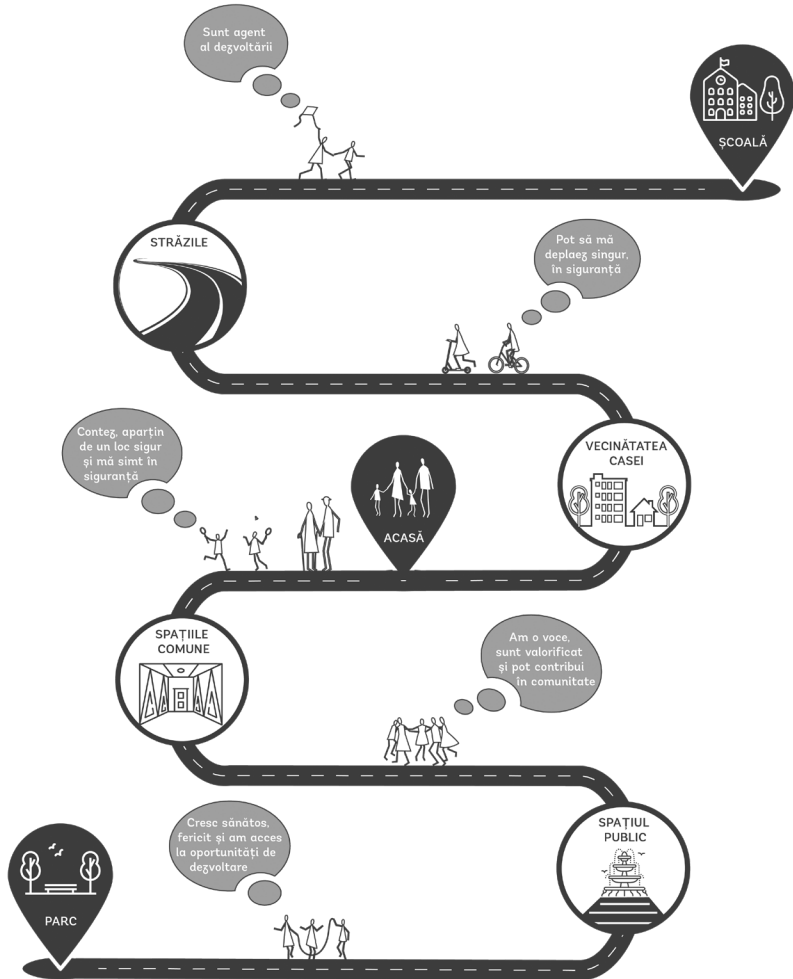 Sunt agent
al dezvoltării
ȘCOALĂ
STRĂZILE
Pot să mă
deplasez singur,
în siguranță
Contez, aparțin
de un loc sigur
și mă simt în
siguranță
VECINĂTATEA
CASEI
ACASĂ
SPAȚIILE
COMUNE
Am o voce,
sunt valorificat
și pot contribui
în comunitate
Cresc sănătos,
fericit și am acces
la oportunități de
dezvoltare
SPAȚIUL
PUBLIC
PARC